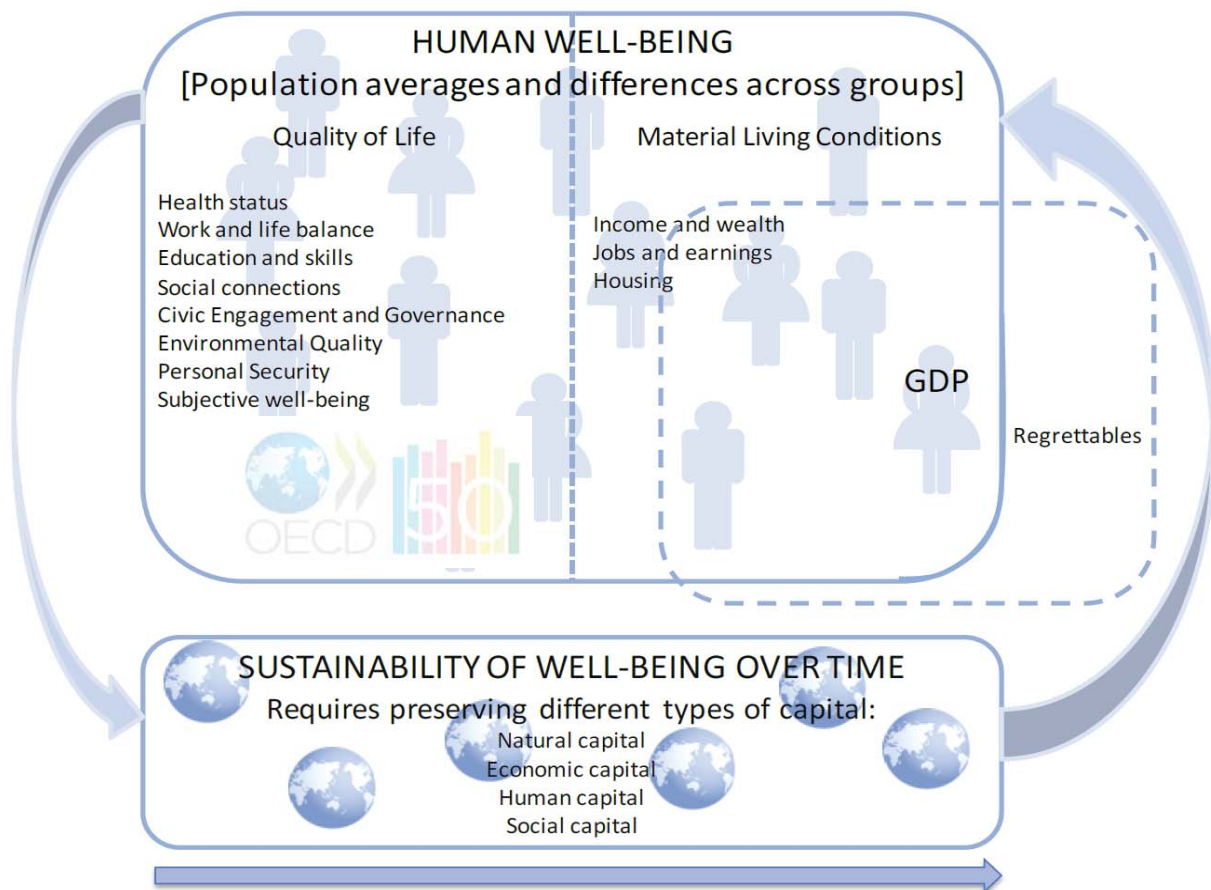 HUMAN WELL-BEING
[Population averages and differences across groups]
Quality of Life
Health status
Work and life balance
Education and skills
Social connections
Civic Engagement and Governance
Environmental Quality
Personal Security
Subjective well-being
OECD
50
Material Living Conditions
Income and wealth
Jobs and earnings
Housing
GDP
Regrettables
SUSTAINABILITY OF WELL-BEING OVER TIME
Requires preserving different types of capital:
Natural capital
Economic capital
Human capital
Social capital